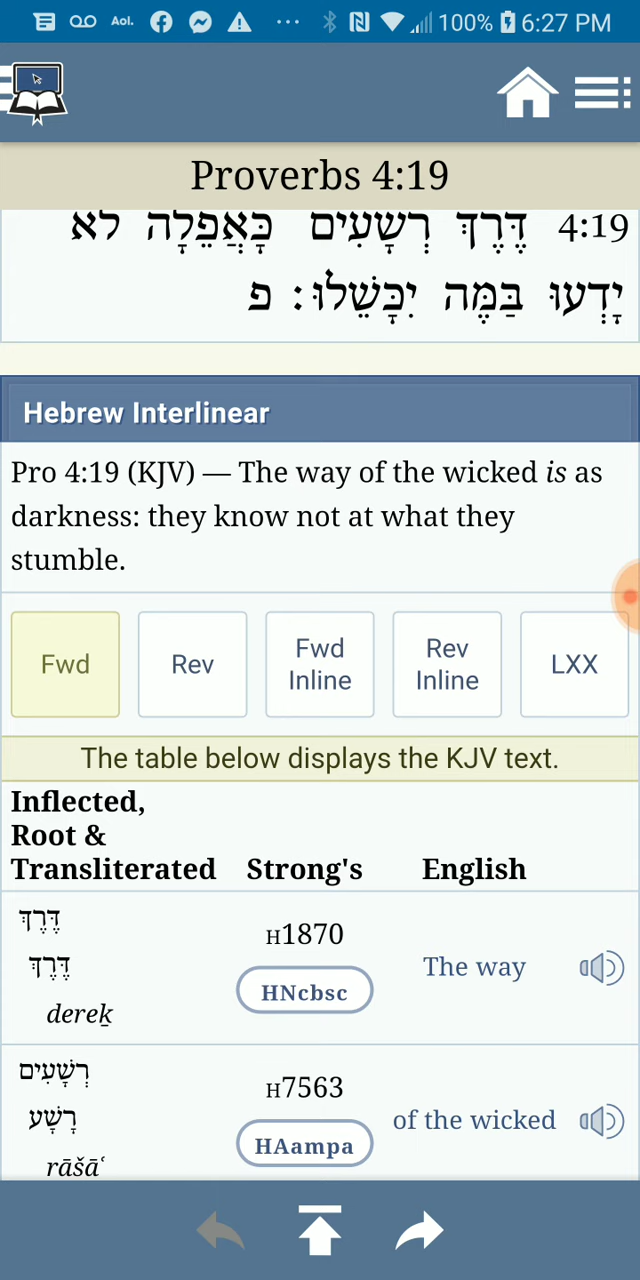 Aol. 100% 6:27 PM
Proverbs 4:19
4:19 דֶּרֶךְ רְשָׁעִים כָּאֲפֵלָה לֹא
יָדְעוּ בַּמֶּה יִכָּשֵׁלוּ׃ פ
Hebrew Interlinear
Pro 4:19 (KJV) — The way of the wicked is as
darkness: they know not at what they
stumble.
Fwd
Rev
Fwd
Inline
Rev
Inline
LXX
The table below displays the KJV text.
Inflected,
Root &
Transliterated Strong's English
דֶּרֶךְ
דֶּרֶךְ
dereḵ
H1870
HNcbsc
The way
רְשָׁעִים
רָשָׁע
rāšāʿ
H7563
HAampa
of the wicked